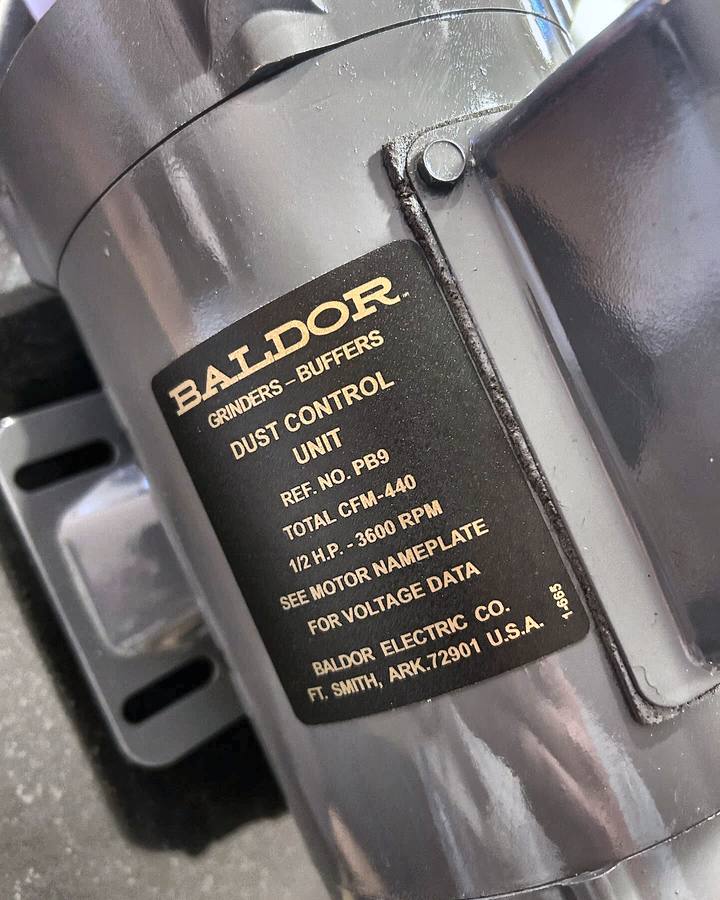 BALDOR
GRINDERS - BUFFERS
DUST CONTROL
UNIT
REF. NO. PB9
TOTAL CFM-440
1/2 H.P. - 3600 RPM
SEE MOTOR NAMEPLATE
FOR VOLTAGE DATA
BALDOR ELECTRIC CO.
FT. SMITH, ARK.72901 U.S.A.
1-665